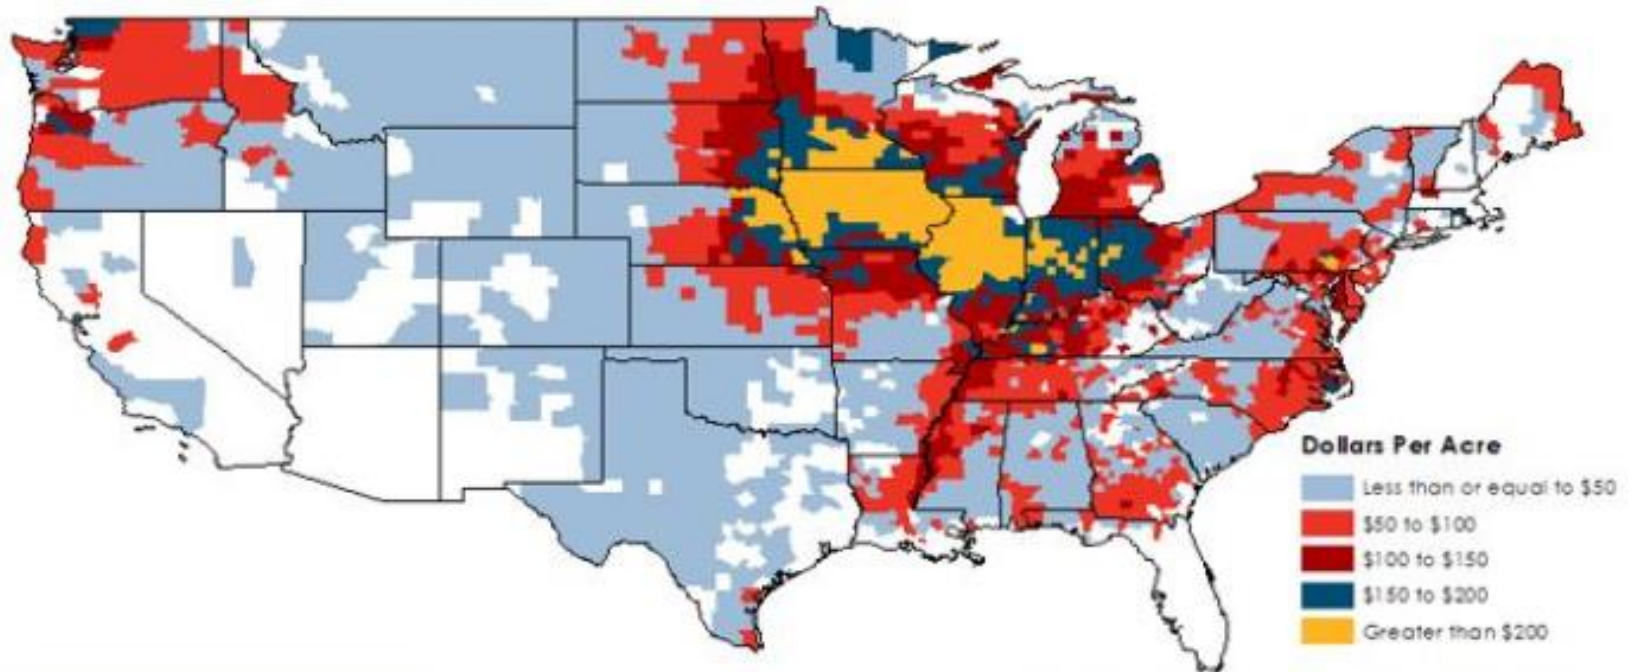 Dollars Per Acre
Less than or equal to $50
$50 to $100
$100 to $150
$150 to $200
Greater than $200